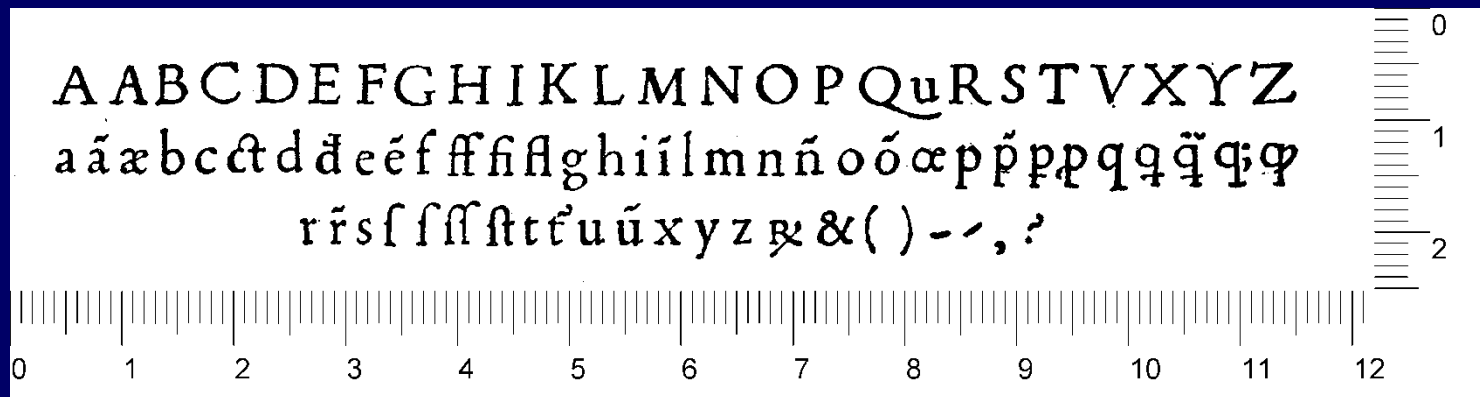 A A B C D E F G H I K L M N O P Qu R S T V X Y Z
a ã æ b c ct d đ e ẽ f ff fi fl g h i ĩ l m n ñ o õ œ p p̃ ꝑ ꝓ q ꝗ ꝗ̃ q; ꝙ
r r̃ s ſ ſ ſſ ſt t t̉ u ũ x y z ℞ & ( ) - - , ?
0
1
2
0 1 2 3 4 5 6 7 8 9 10 11 12